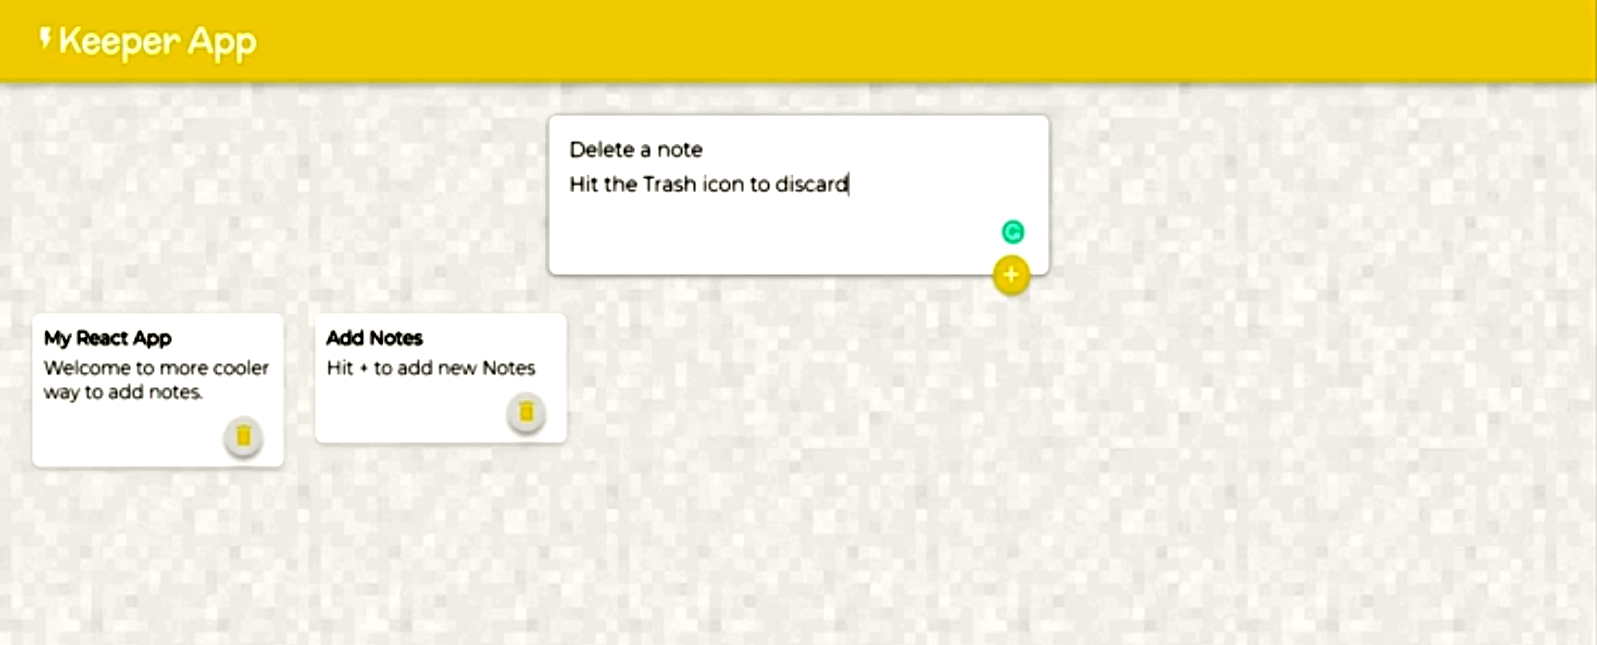 Keeper App
Delete a note
Hit the Trash icon to discard
My React App
Welcome to more cooler
way to add notes.
Add Notes
Hit + to add new Notes